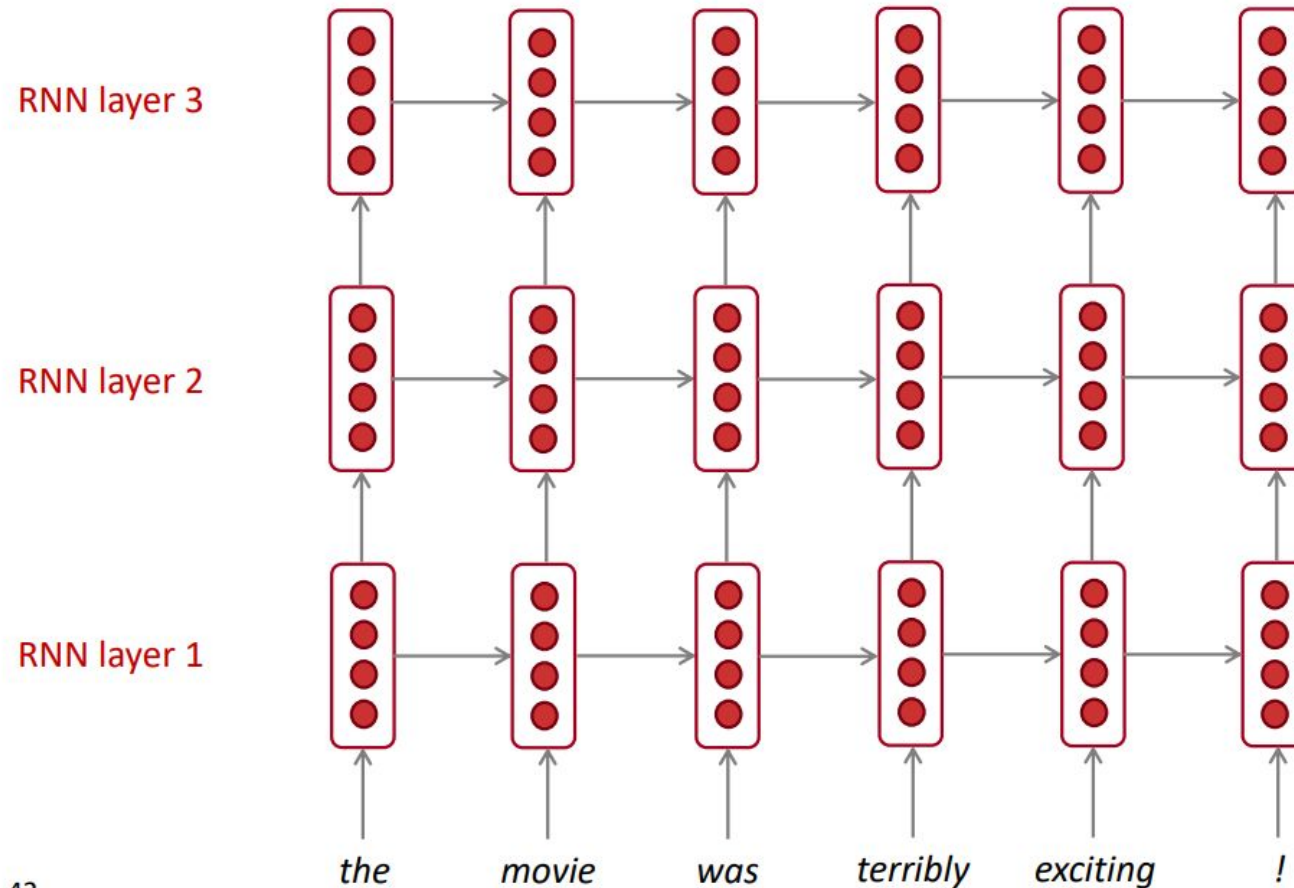 RNN layer 3
RNN layer 2
RNN layer 1
the movie was terribly exciting !